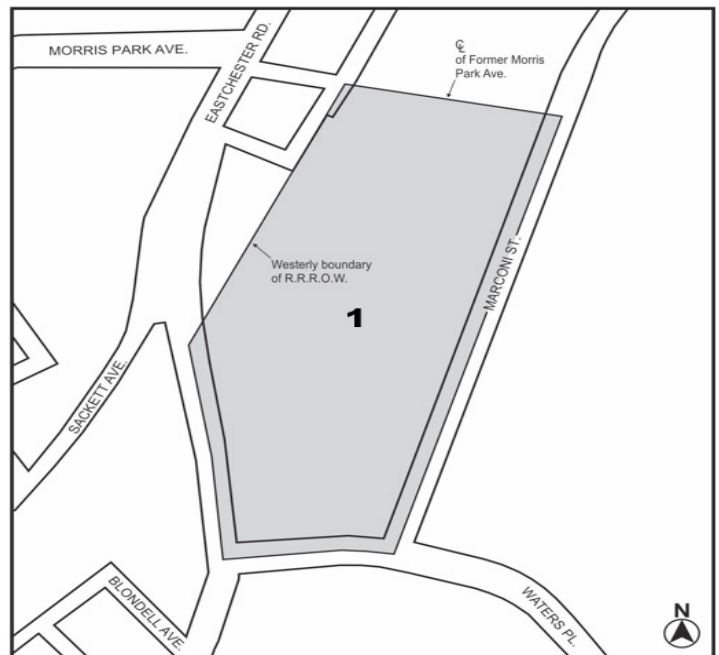 MORRIS PARK AVE.
EASTCHESTER RD.
℄
of Former Morris
Park Ave.
Westerly boundary
of R.R.R.O.W.
MARCONI ST.
1
SACKETT AVE.
BLONDELL AVE.
WATERS PL.
N